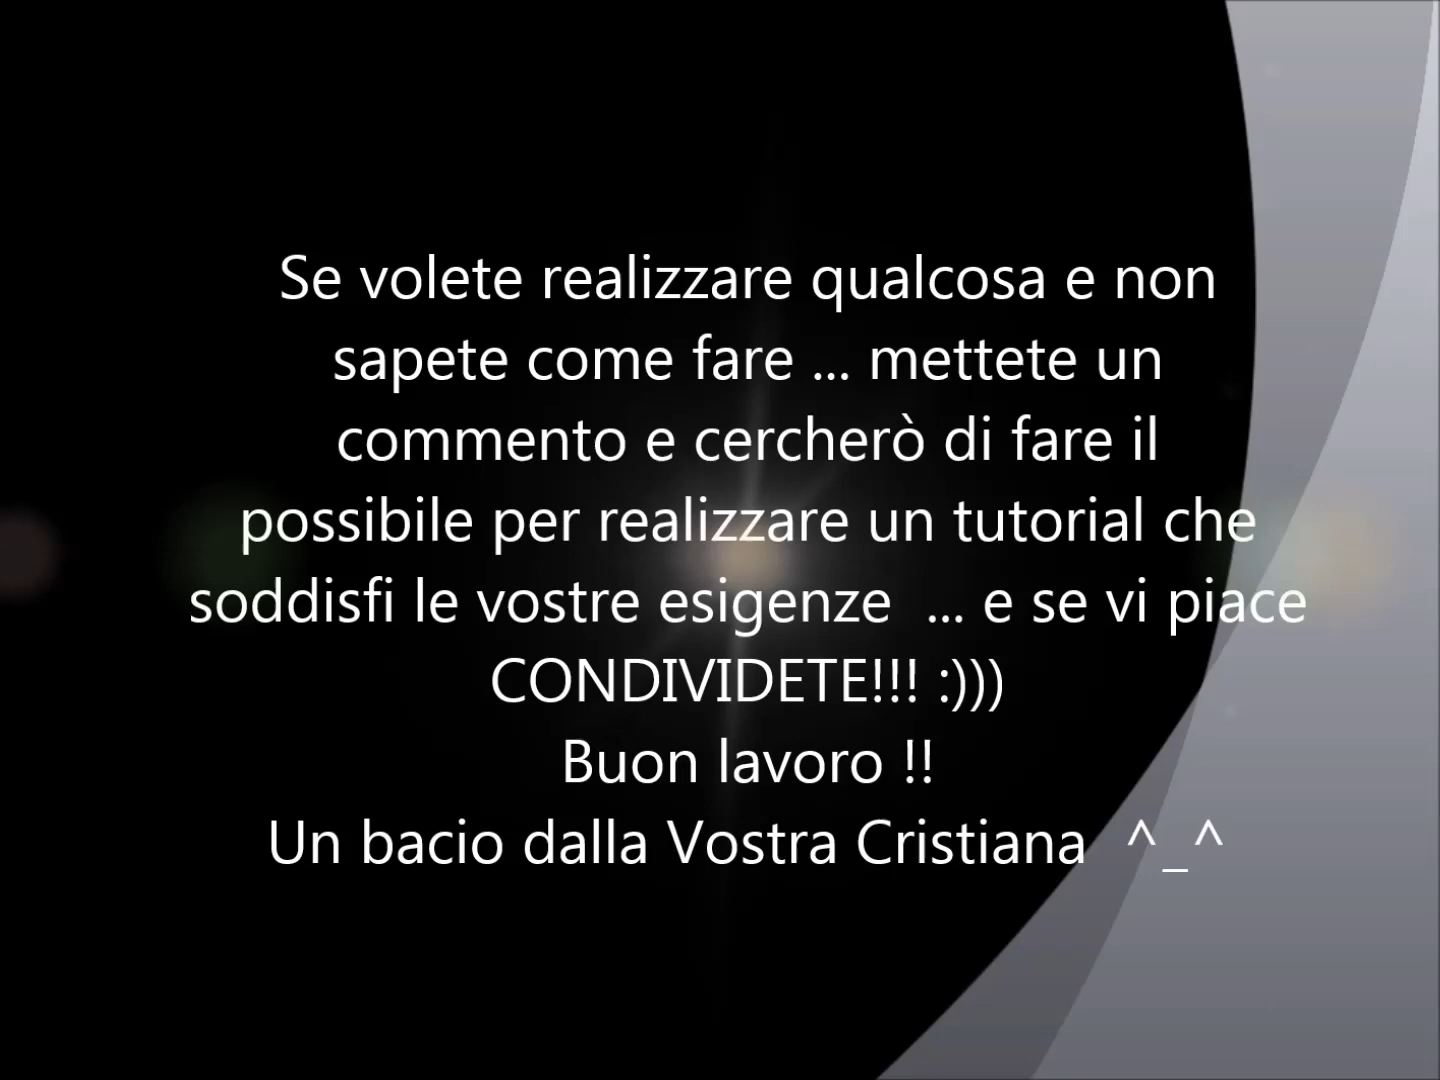 Se volete realizzare qualcosa e non
sapete come fare ... mettete un
commento e cercherò di fare il
possibile per realizzare un tutorial che
soddisfi le vostre esigenze  ... e se vi piace
CONDIVIDETE!!! :)))
Buon lavoro !!
Un bacio dalla Vostra Cristiana  ^_^